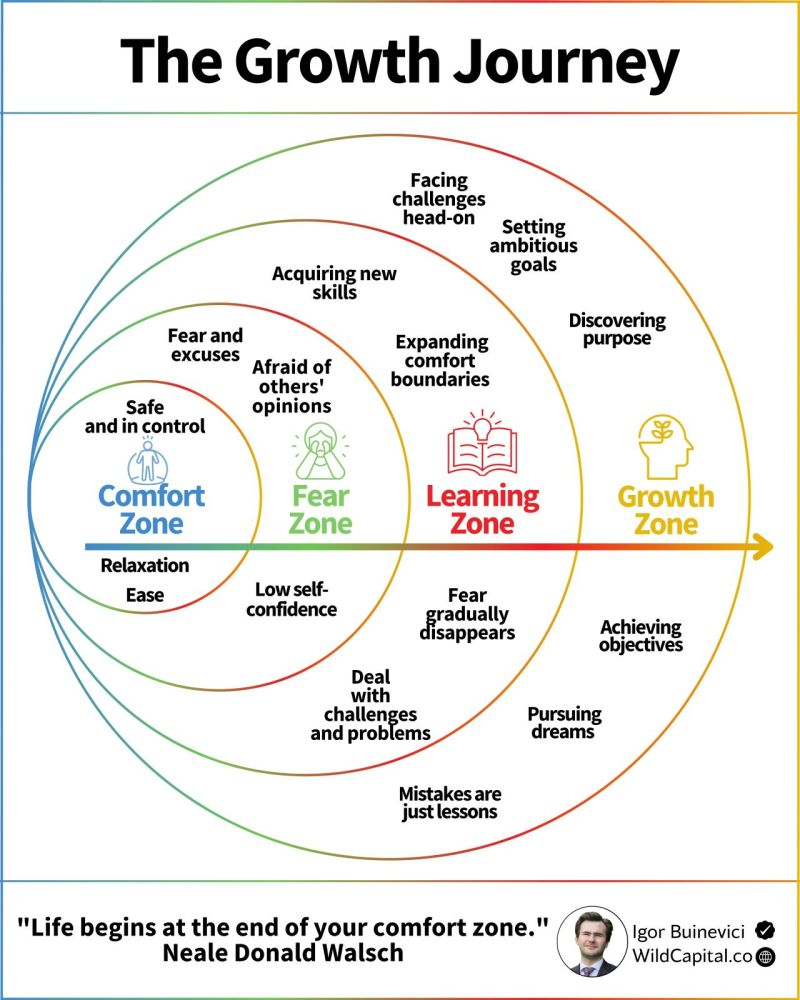 The Growth Journey
Facing
challenges
head-on
Setting
ambitious
goals
Acquiring new
skills
Discovering
purpose
Fear and
excuses
Expanding
comfort
boundaries
Afraid of
others'
opinions
Safe
and in control
Comfort
Zone
Fear
Zone
Learning
Zone
Growth
Zone
Relaxation
Ease
Low self-
confidence
Fear
gradually
disappears
Achieving
objectives
Deal
with
challenges
and problems
Pursuing
dreams
Mistakes are
just lessons
"Life begins at the end of your comfort zone."
Neale Donald Walsch
Igor Buinevici
WildCapital.co